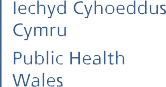 Iechyd Cyhoeddus
Cymru
Public Health
Wales